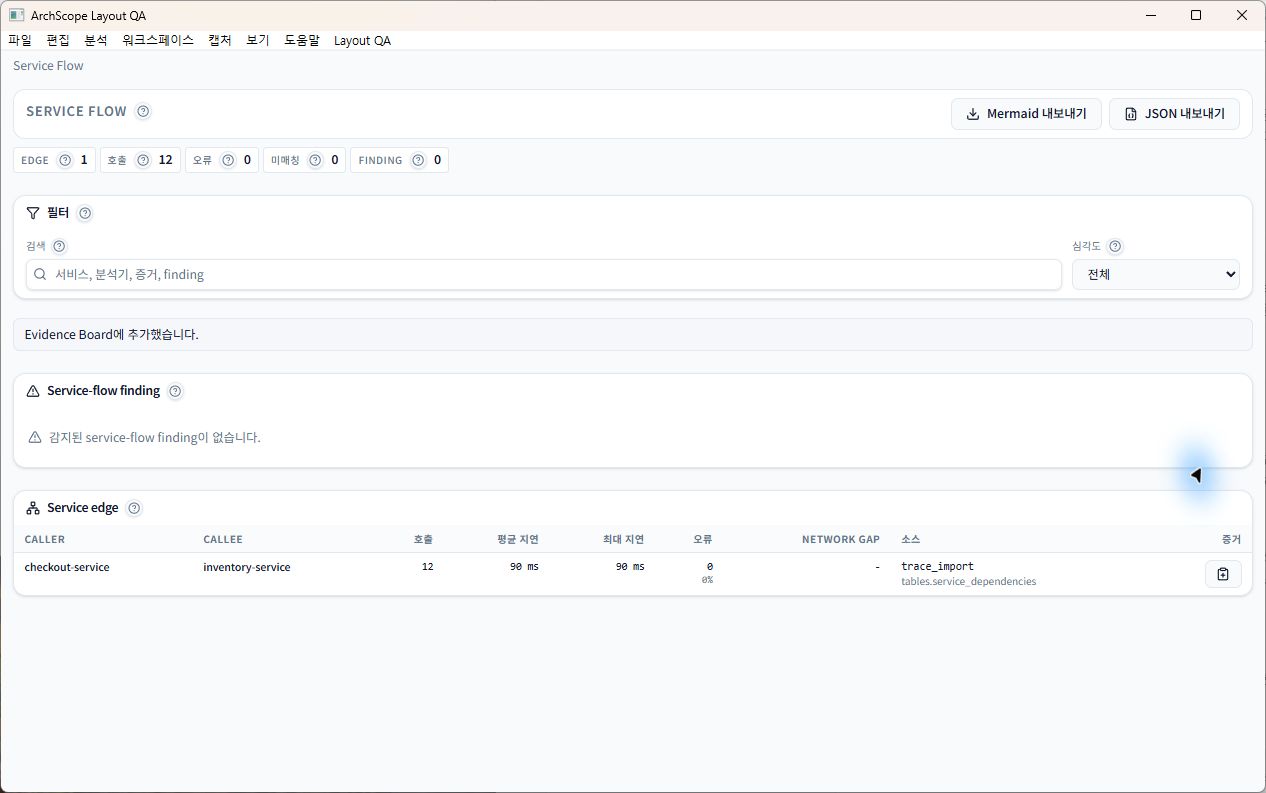 ArchScope Layout QA
파일 편집 분석 워크스페이스 캡처 보기 도움말 Layout QA
Service Flow
SERVICE FLOW
Mermaid 내보내기 JSON 내보내기
EDGE 1 호출 12 오류 0 미매칭 0 FINDING 0
필터
검색 심각도
서비스, 분석기, 증거, finding 전체
Evidence Board에 추가했습니다.
Service-flow finding
감지된 service-flow finding이 없습니다.
Service edge
CALLER CALLEE 호출 평균 지연 최대 지연 오류 NETWORK GAP 소스 증거
checkout-service inventory-service 12 90 ms 90 ms 0 - trace_import
0% tables.service_dependencies